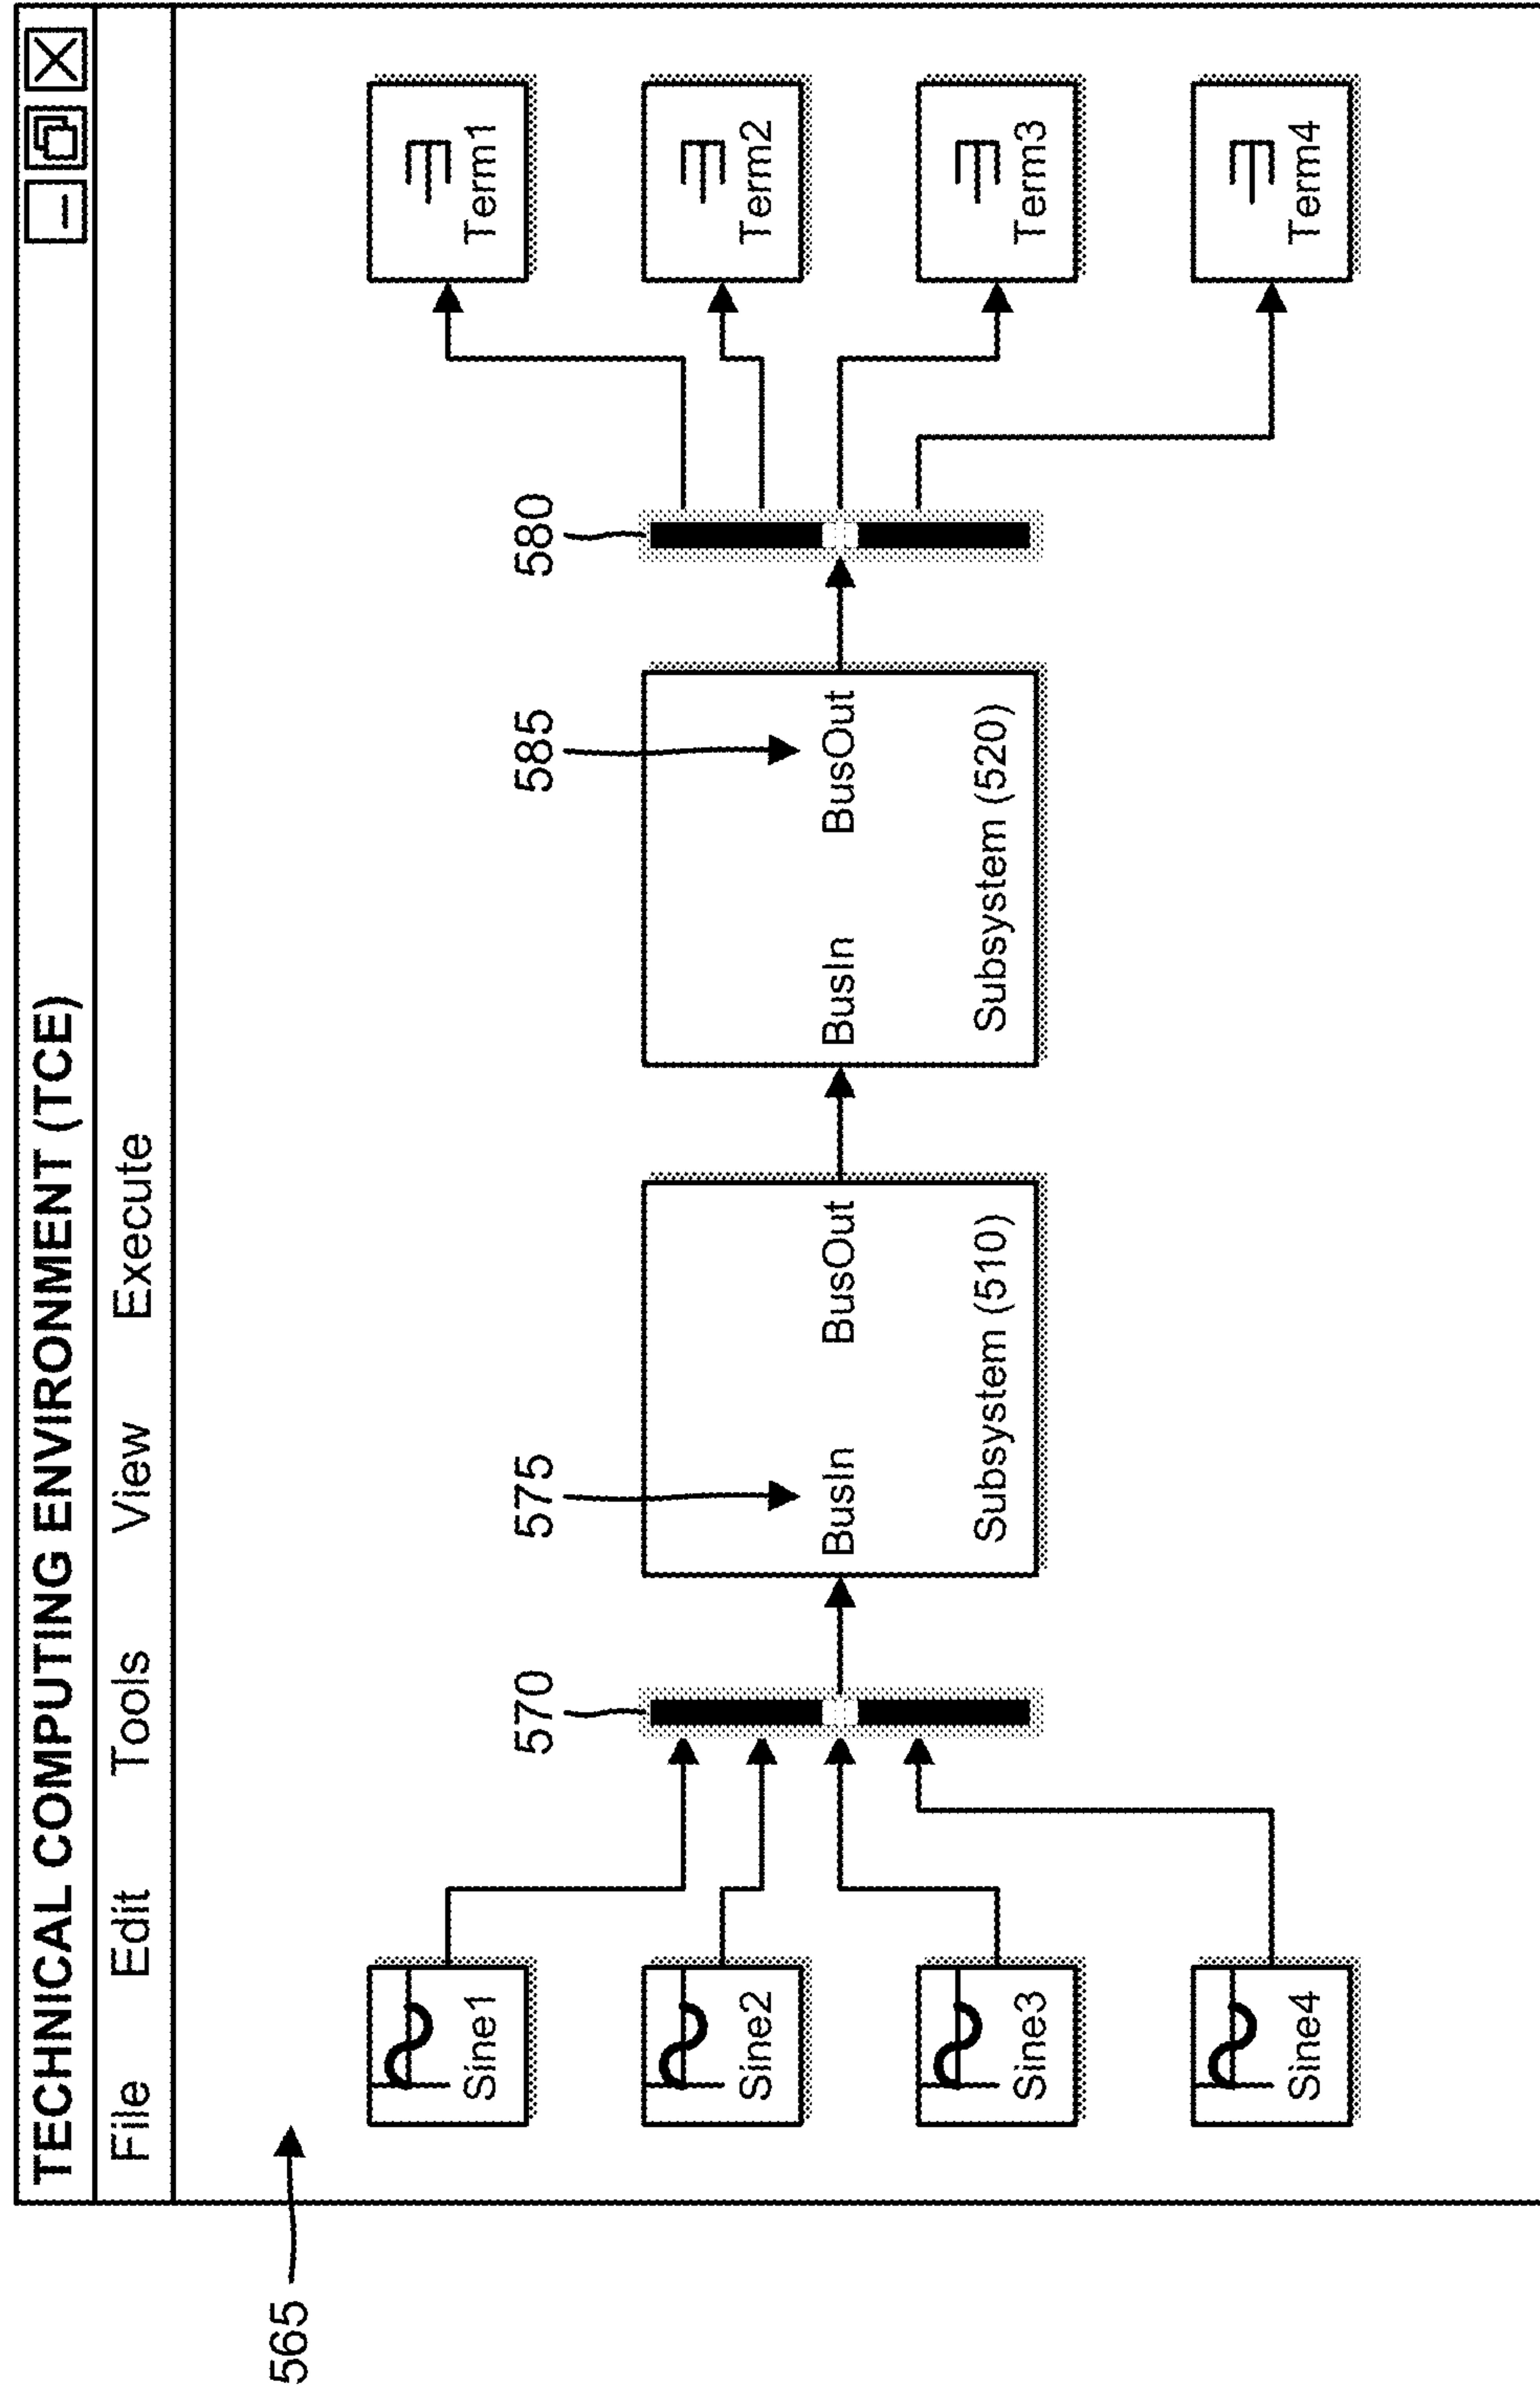 TECHNICAL COMPUTING ENVIRONMENT (TCE)
File Edit Tools View Execute
565
Sine1
Sine2
Sine3
Sine4
570
575
BusIn BusOut
Subsystem (510)
585
BusIn BusOut
Subsystem (520)
580
Term1
Term2
Term3
Term4